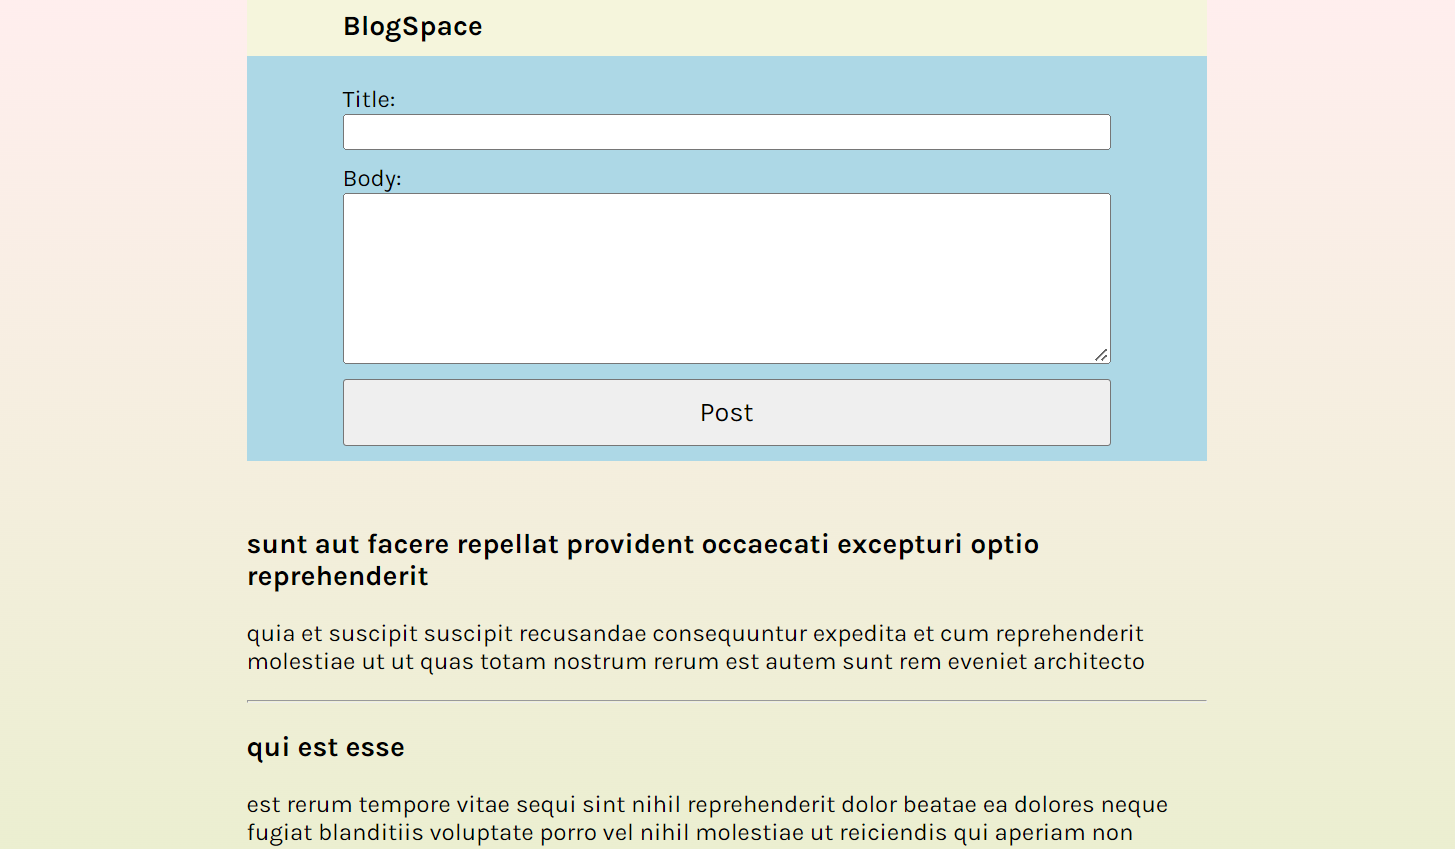 BlogSpace
Title:
Body:
Post
sunt aut facere repellat provident occaecati excepturi optio
reprehenderit
quia et suscipit suscipit recusandae consequuntur expedita et cum reprehenderit
molestiae ut ut quas totam nostrum rerum est autem sunt rem eveniet architecto
qui est esse
est rerum tempore vitae sequi sint nihil reprehenderit dolor beatae ea dolores neque
fugiat blanditiis voluptate porro vel nihil molestiae ut reiciendis qui aperiam non